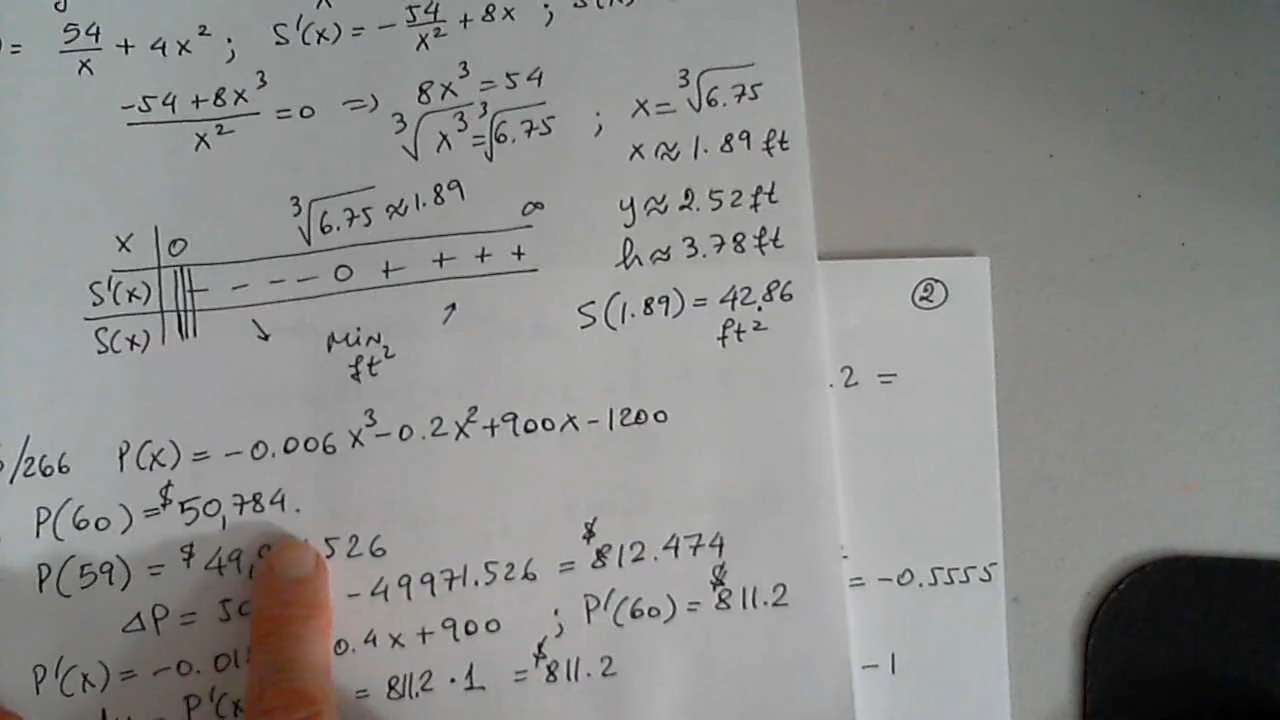 = 54/x + 4x² ; S'(x) = -54/x² + 8x ;
(-54+8x³)/x² = 0 => 8x³ = 54
∛x³ = ∛6.75 ; x = ∛6.75
x ≈ 1.89 ft
∛6.75 ≈ 1.89
y ≈ 2.52 ft
x | 0 ∞
h ≈ 3.78 ft
S'(x) ||| - - - - 0 + + + +
S(1.89) = 42.86 ft²
S(x) ||| ↘ min ft² ↗
②
.2 =
/266 P(x) = -0.006x³ - 0.2x² + 900x - 1200
P(60) = $50,784.
P(59) = $49, 526
ΔP = - 49971.526 = $812.474
P'(x) = 0.4x + 900 ; P'(60) = $811.2
= 811.2 · 1 = $811.2
= -0.5555
-1